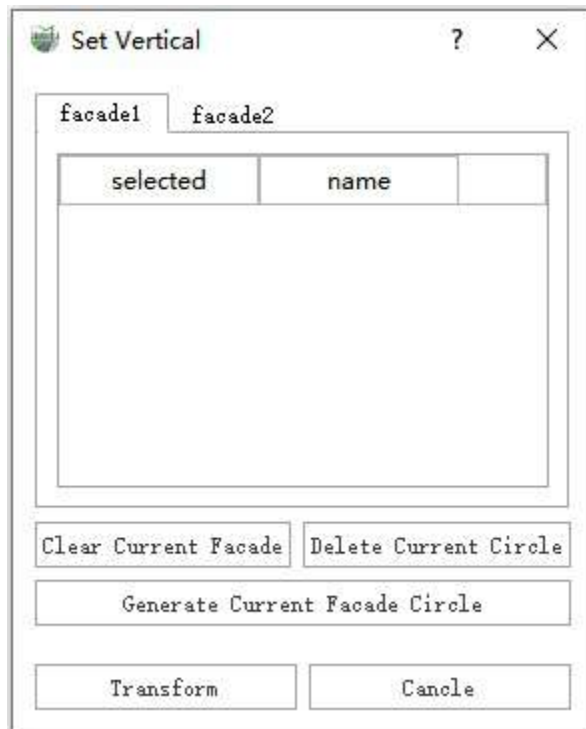 Set Vertical ?
facade1 facade2
selected name
Clear Current Facade Delete Current Circle
Generate Current Facade Circle
Transform Cancle